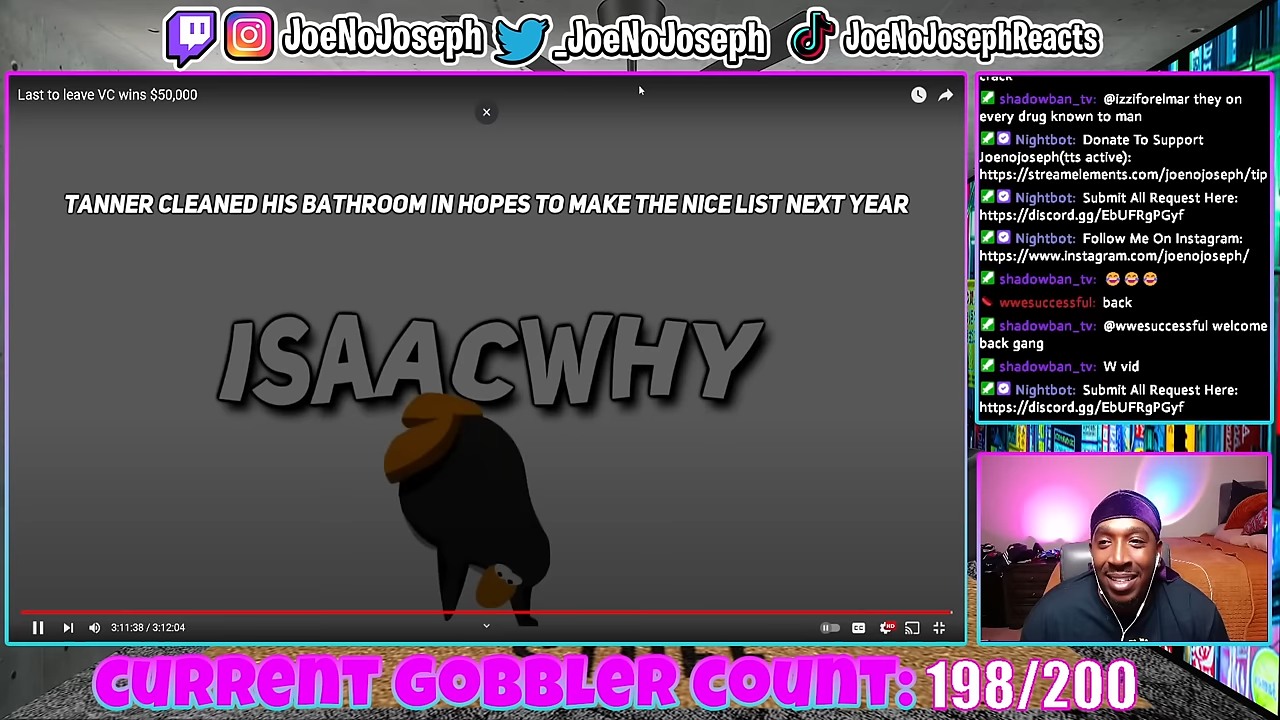 JoeNoJoseph
_JoeNoJoseph
JoeNoJosephReacts
Last to leave VC wins $50,000
TANNER CLEANED HIS BATHROOM IN HOPES TO MAKE THE NICE LIST NEXT YEAR
ISAACWHY
3:11:38 / 3:12:04
CC
HD
crack
shadowban_tv: @izziforelmar they on
every drug known to man
Nightbot: Donate To Support
Joenojoseph(tts active):
https://streamelements.com/joenojoseph/tip
Nightbot: Submit All Request Here:
https://discord.gg/EbUFRgPGyf
Nightbot: Follow Me On Instagram:
https://www.instagram.com/joenojoseph/
shadowban_tv: 😂 😂 😂
wwesuccessful: back
shadowban_tv: @wwesuccessful welcome
back gang
shadowban_tv: W vid
Nightbot: Submit All Request Here:
https://discord.gg/EbUFRgPGyf
CURRENT GOBBLER COUNT: 198/200